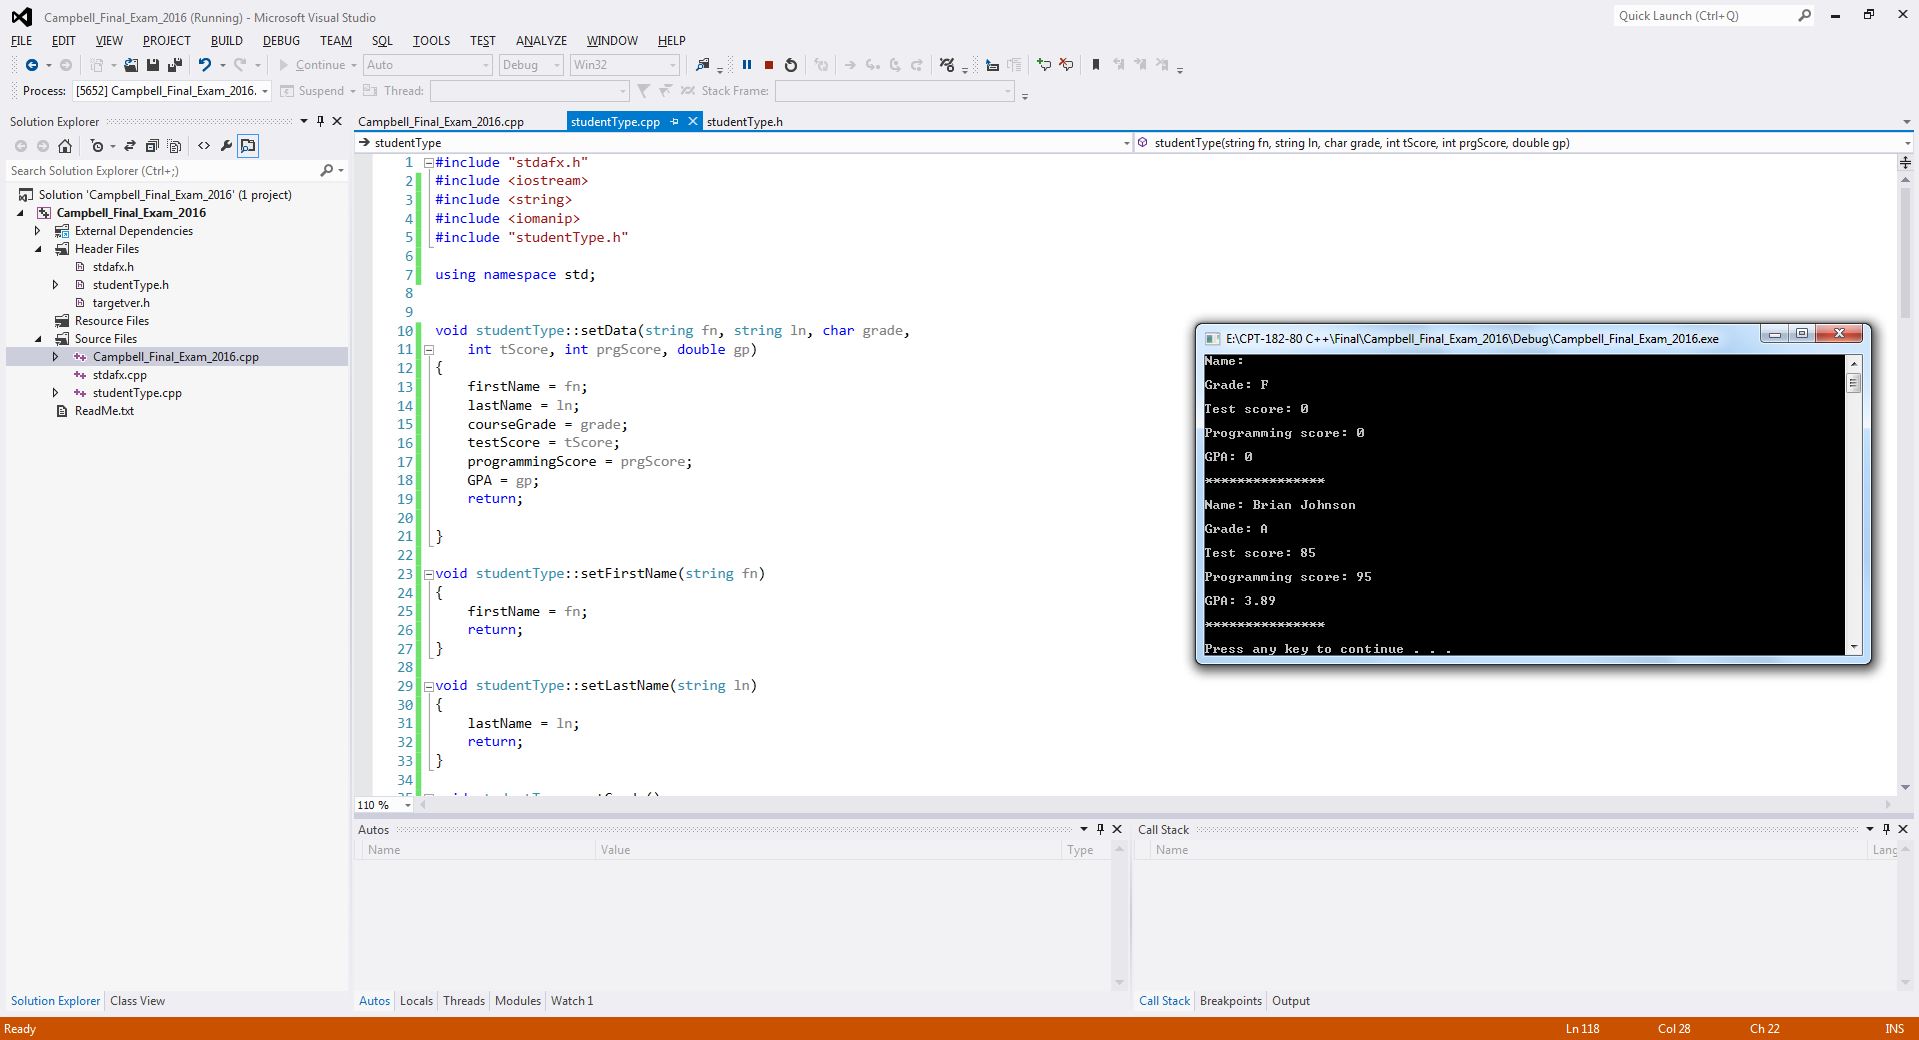 Campbell_Final_Exam_2016 (Running) - Microsoft Visual Studio
Quick Launch (Ctrl+Q)
FILE EDIT VIEW PROJECT BUILD DEBUG TEAM SQL TOOLS TEST ANALYZE WINDOW HELP
Continue Auto Debug Win32
Process: [5652] Campbell_Final_Exam_2016. Suspend Thread: Stack Frame:
Solution Explorer
Search Solution Explorer (Ctrl+;)
Solution 'Campbell_Final_Exam_2016' (1 project)
Campbell_Final_Exam_2016
External Dependencies
Header Files
stdafx.h
studentType.h
targetver.h
Resource Files
Source Files
Campbell_Final_Exam_2016.cpp
stdafx.cpp
studentType.cpp
ReadMe.txt
Solution Explorer Class View
Campbell_Final_Exam_2016.cpp studentType.cpp studentType.h
studentType studentType(string fn, string ln, char grade, int tScore, int prgScore, double gp)
1 #include "stdafx.h"
2 #include <iostream>
3 #include <string>
4 #include <iomanip>
5 #include "studentType.h"
6
7 using namespace std;
8
9
10 void studentType::setData(string fn, string ln, char grade,
11 int tScore, int prgScore, double gp)
12 {
13 firstName = fn;
14 lastName = ln;
15 courseGrade = grade;
16 testScore = tScore;
17 programmingScore = prgScore;
18 GPA = gp;
19 return;
20
21 }
22
23 void studentType::setFirstName(string fn)
24 {
25 firstName = fn;
26 return;
27 }
28
29 void studentType::setLastName(string ln)
30 {
31 lastName = ln;
32 return;
33 }
34
110 %
E:\CPT-182-80 C++\Final\Campbell_Final_Exam_2016\Debug\Campbell_Final_Exam_2016.exe
Name:
Grade: F
Test score: 0
Programming score: 0
GPA: 0
***************
Name: Brian Johnson
Grade: A
Test score: 85
Programming score: 95
GPA: 3.89
***************
Press any key to continue . . .
Autos
Name Value Type
Autos Locals Threads Modules Watch 1
Call Stack
Name Lang
Call Stack Breakpoints Output
Ready Ln 118 Col 28 Ch 22 INS